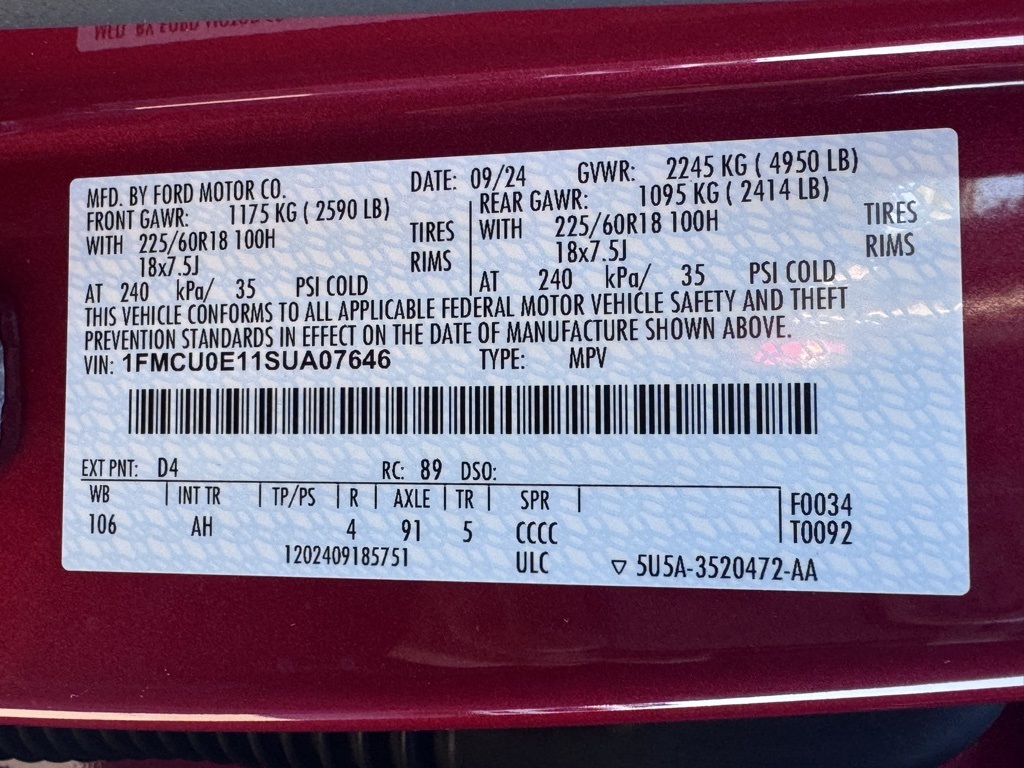 MFD. BY FORD MOTOR CO. DATE: 09/24 GVWR: 2245 KG ( 4950 LB)
FRONT GAWR: 1175 KG ( 2590 LB) REAR GAWR: 1095 KG ( 2414 LB)
WITH 225/60R18 100H TIRES WITH 225/60R18 100H TIRES
18x7.5J RIMS 18x7.5J RIMS
AT 240 kPa/ 35 PSI COLD AT 240 kPa/ 35 PSI COLD
THIS VEHICLE CONFORMS TO ALL APPLICABLE FEDERAL MOTOR VEHICLE SAFETY AND THEFT
PREVENTION STANDARDS IN EFFECT ON THE DATE OF MANUFACTURE SHOWN ABOVE.
VIN: 1FMCU0E11SUA07646 TYPE: MPV
EXT PNT: D4 RC: 89 DSO:
WB INT TR TP/PS R AXLE TR SPR F0034
106 AH 4 91 5 CCCC T0092
1202409185751 ULC ▽ 5U5A-3520472-AA